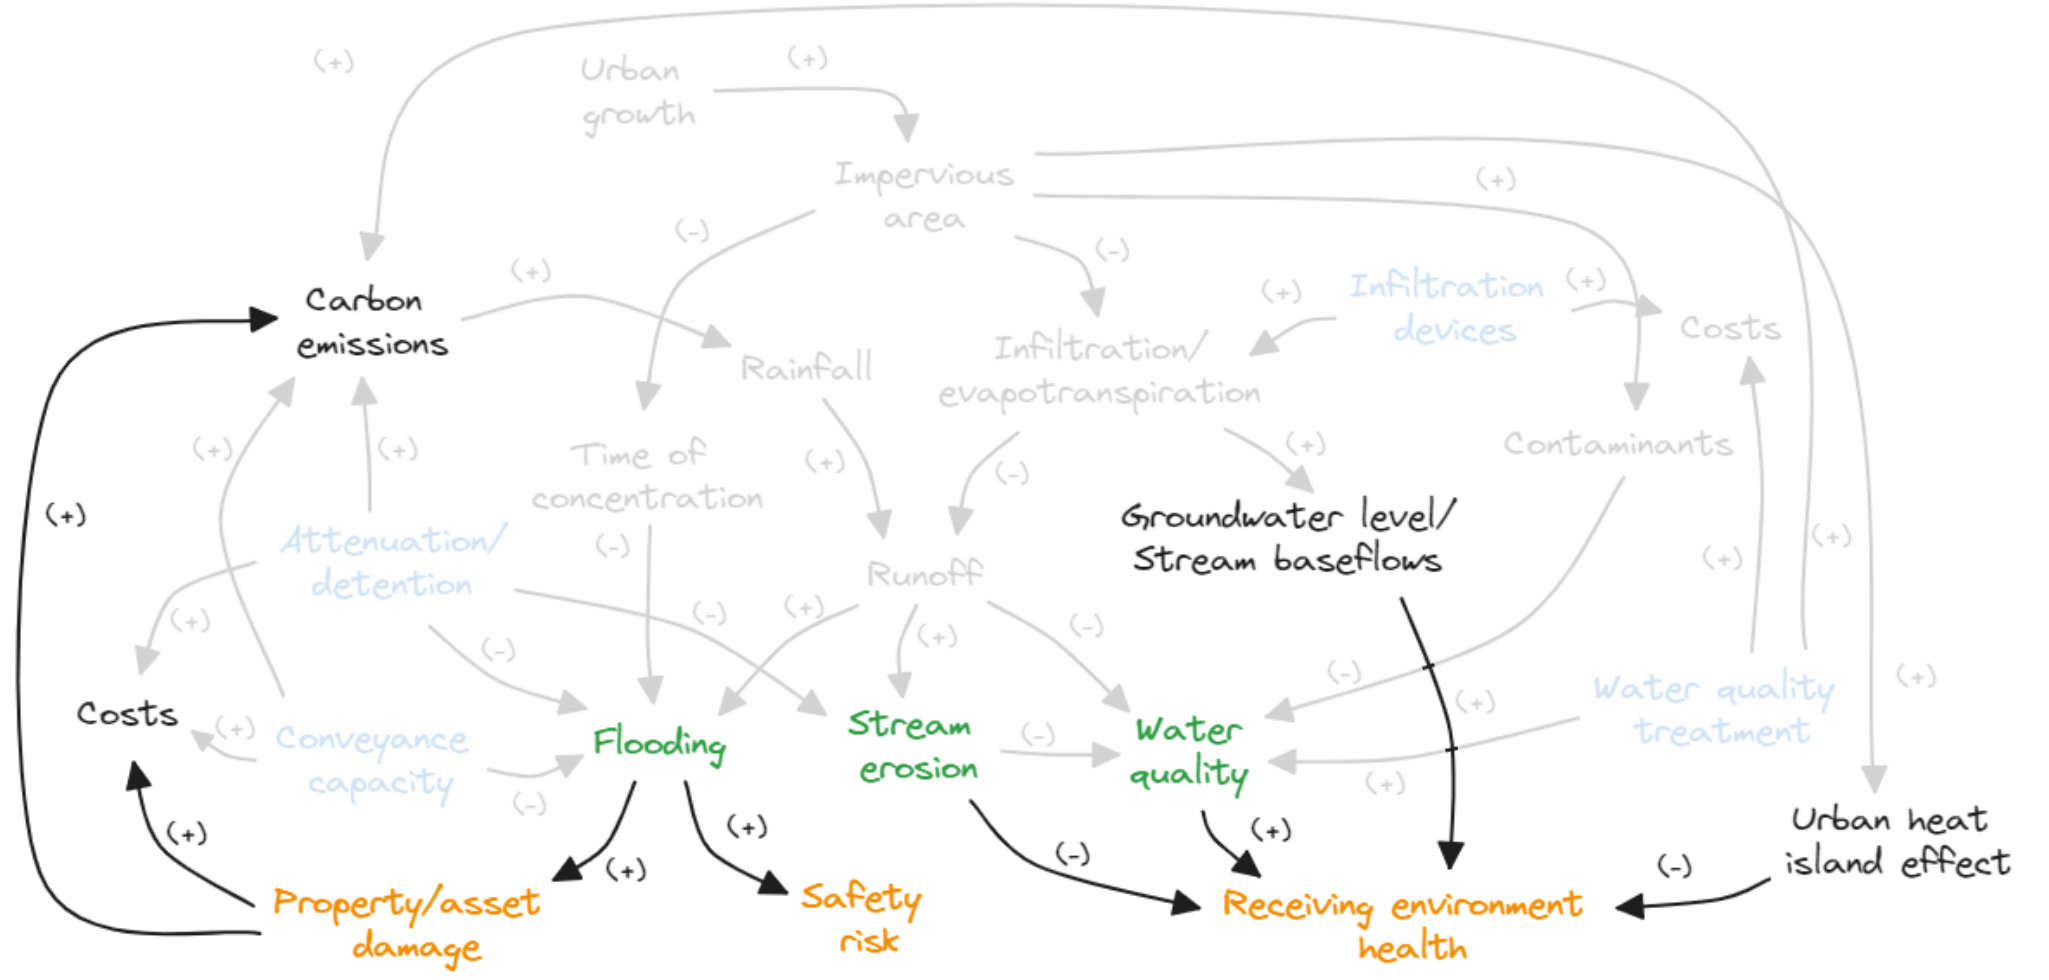 (+)
Urban
growth
(+)
Impervious
area
(+)
(-)
(-)
(+)
Carbon
emissions
(+)
Infiltration
devices
(+)
Costs
Rainfall
Infiltration/
evapotranspiration
(+)
(+)
Time of
concentration
(+)
(-)
(+)
Contaminants
(+)
Attenuation/
detention
(-)
Runoff
Groundwater level/
Stream baseflows
(+)
(+)
(+)
(-)
(-)
(+)
(+)
(-)
(-)
(+)
(+)
Costs
(+)
Conveyance
capacity
(-)
Flooding
Stream
erosion
(-)
Water
quality
(+)
Water quality
treatment
(+)
(+)
(+)
(-)
(+)
Urban heat
island effect
(-)
Property/asset
damage
Safety
risk
Receiving environment
health